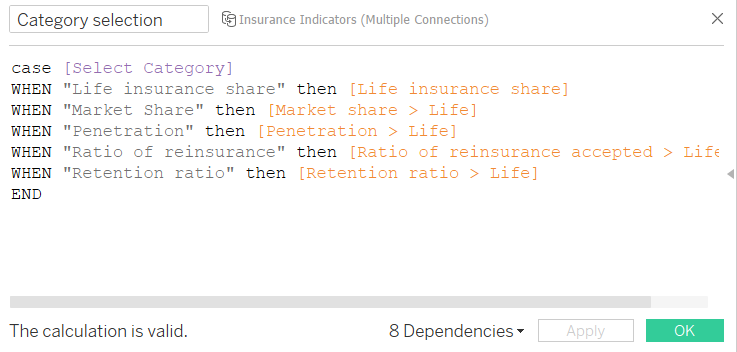 Category selection
Insurance Indicators (Multiple Connections)
case [Select Category]
WHEN "Life insurance share" then [Life insurance share]
WHEN "Market Share" then [Market share > Life]
WHEN "Penetration" then [Penetration > Life]
WHEN "Ratio of reinsurance" then [Ratio of reinsurance accepted > Life
WHEN "Retention ratio" then [Retention ratio > Life]
END
The calculation is valid.
8 Dependencies
Apply
OK